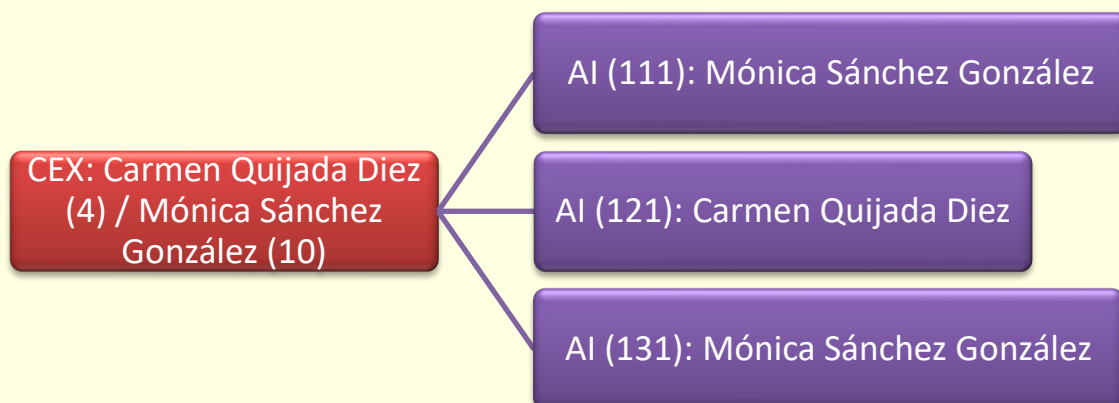 CEX: Carmen Quijada Diez
(4) / Mónica Sánchez
González (10)
AI (111): Mónica Sánchez González
AI (121): Carmen Quijada Diez
AI (131): Mónica Sánchez González